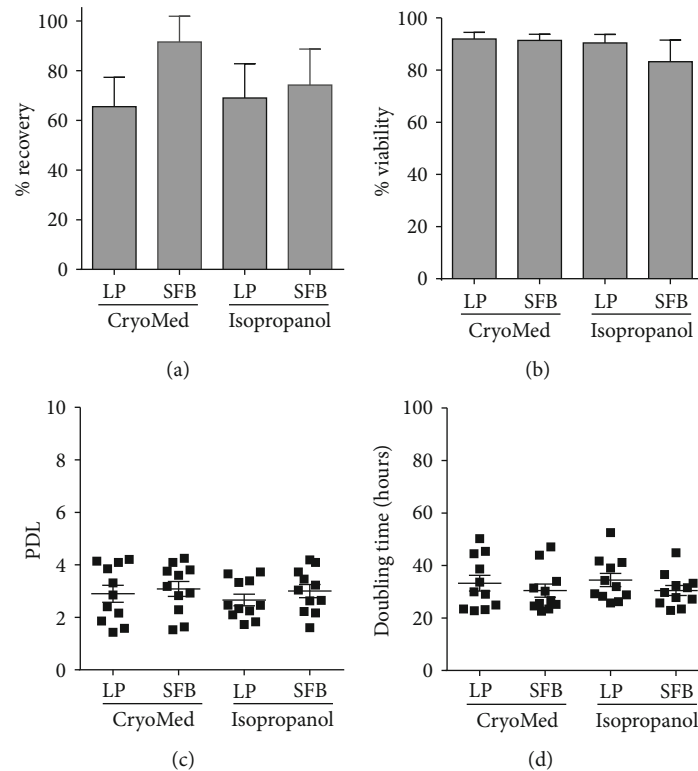 100
80
60
40
20
0
% recovery
LP
SFB
LP
SFB
CryoMed
Isopropanol
(a)
100
80
60
40
20
0
% viability
LP
SFB
LP
SFB
CryoMed
Isopropanol
(b)
10
8
6
4
2
0
PDL
LP
SFB
LP
SFB
CryoMed
Isopropanol
(c)
100
80
60
40
20
0
Doubling time (hours)
LP
SFB
LP
SFB
CryoMed
Isopropanol
(d)